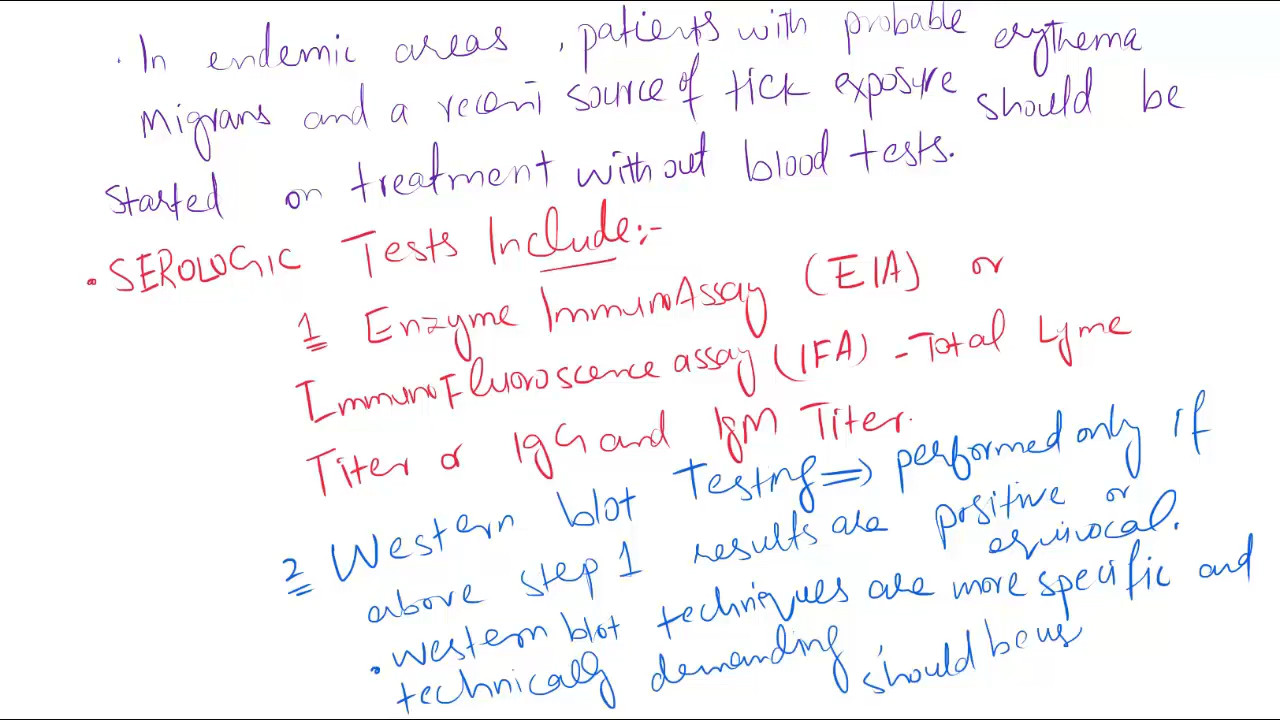 · In endemic areas , patients with probable erythema
Migrans and a recent source of tick exposure should be
Started on treatment without blood tests.
· SEROLOGIC Tests Include:-
1 Enzyme ImmunoAssay (EIA) or
ImmunoFluoroscence assay (IFA) - Total Lyme
Titer or IgG and IgM Titer.
2 Western blot Testing => performed only if
above step 1 results are positive or
equivocal.
· Western blot techniques are more specific and
technically demanding , should be us